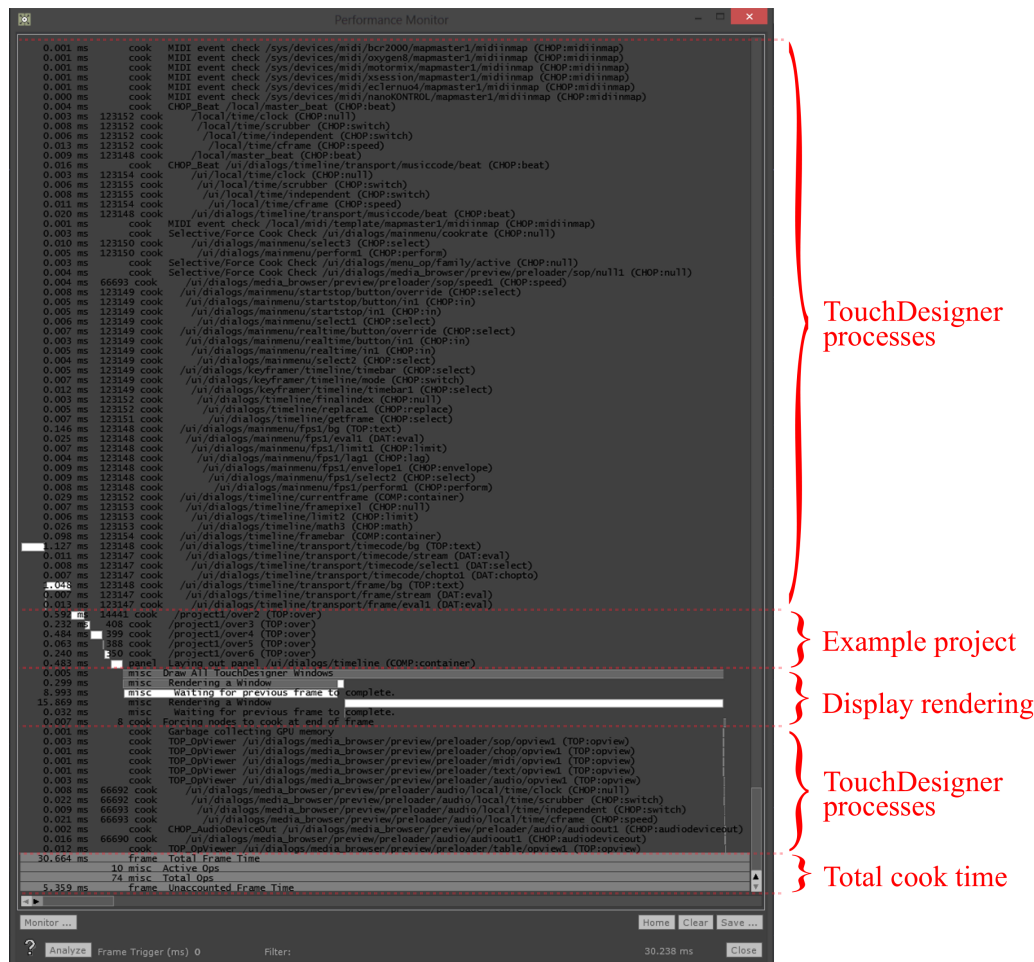 Performance Monitor
0.001 ms cook MIDI event check /sys/devices/midi/bcr2000/mapmaster1/midiinmap (CHOP:midiinmap)
0.001 ms cook MIDI event check /sys/devices/midi/oxygen8/mapmaster1/midiinmap (CHOP:midiinmap)
0.001 ms cook MIDI event check /sys/devices/midi/motormix/mapmaster1/midiinmap (CHOP:midiinmap)
0.001 ms cook MIDI event check /sys/devices/midi/xsession/mapmaster1/midiinmap (CHOP:midiinmap)
0.001 ms cook MIDI event check /sys/devices/midi/eclernuo4/mapmaster1/midiinmap (CHOP:midiinmap)
0.000 ms cook MIDI event check /sys/devices/midi/nanoKONTROL/mapmaster1/midiinmap (CHOP:midiinmap)
0.004 ms cook CHOP_Beat /local/master_beat (CHOP:beat)
0.003 ms 123152 cook /local/time/clock (CHOP:null)
0.008 ms 123152 cook /local/time/scrubber (CHOP:switch)
0.006 ms 123152 cook /local/time/independent (CHOP:switch)
0.013 ms 123152 cook /local/time/cframe (CHOP:speed)
0.009 ms 123148 cook /local/master_beat (CHOP:beat)
0.016 ms cook CHOP_Beat /ui/dialogs/timeline/transport/musiccode/beat (CHOP:beat)
0.003 ms 123154 cook /ui/local/time/clock (CHOP:null)
0.006 ms 123155 cook /ui/local/time/scrubber (CHOP:switch)
0.008 ms 123155 cook /ui/local/time/independent (CHOP:switch)
0.011 ms 123154 cook /ui/local/time/cframe (CHOP:speed)
0.020 ms 123148 cook /ui/dialogs/timeline/transport/musiccode/beat (CHOP:beat)
0.001 ms cook MIDI event check /local/midi/template/mapmaster1/midiinmap (CHOP:midiinmap)
0.003 ms cook Selective/Force Cook Check /ui/dialogs/mainmenu/cookrate (CHOP:null)
0.010 ms 123150 cook /ui/dialogs/mainmenu/select3 (CHOP:select)
0.005 ms 123150 cook /ui/dialogs/mainmenu/perform1 (CHOP:perform)
0.003 ms cook Selective/Force Cook Check /ui/dialogs/menu_op/family/active (CHOP:null)
0.004 ms cook Selective/Force Cook Check /ui/dialogs/media_browser/preview/preloader/sop/null1 (CHOP:null)
0.004 ms 66693 cook /ui/dialogs/media_browser/preview/preloader/sop/speed1 (CHOP:speed)
0.008 ms 123149 cook /ui/dialogs/mainmenu/startstop/button/override (CHOP:select)
0.005 ms 123149 cook /ui/dialogs/mainmenu/startstop/button/in1 (CHOP:in)
0.005 ms 123149 cook /ui/dialogs/mainmenu/startstop/in1 (CHOP:in)
0.006 ms 123149 cook /ui/dialogs/mainmenu/select1 (CHOP:select)
0.007 ms 123149 cook /ui/dialogs/mainmenu/realtime/button/override (CHOP:select)
0.003 ms 123149 cook /ui/dialogs/mainmenu/realtime/button/in1 (CHOP:in)
0.005 ms 123149 cook /ui/dialogs/mainmenu/realtime/in1 (CHOP:in)
0.004 ms 123149 cook /ui/dialogs/mainmenu/select2 (CHOP:select)
0.005 ms 123149 cook /ui/dialogs/keyframer/timeline/timebar (CHOP:select)
0.007 ms 123149 cook /ui/dialogs/keyframer/timeline/mode (CHOP:switch)
0.012 ms 123149 cook /ui/dialogs/keyframer/timeline/timebar1 (CHOP:select)
0.003 ms 123152 cook /ui/dialogs/timeline/finalindex (CHOP:null)
0.005 ms 123152 cook /ui/dialogs/timeline/replace1 (CHOP:replace)
0.007 ms 123151 cook /ui/dialogs/timeline/getframe (CHOP:select)
0.146 ms 123148 cook /ui/dialogs/mainmenu/fps1/bg (TOP:text)
0.025 ms 123148 cook /ui/dialogs/mainmenu/fps1/eval1 (DAT:eval)
0.007 ms 123148 cook /ui/dialogs/mainmenu/fps1/limit1 (CHOP:limit)
0.004 ms 123148 cook /ui/dialogs/mainmenu/fps1/lag1 (CHOP:lag)
0.009 ms 123148 cook /ui/dialogs/mainmenu/fps1/envelope1 (CHOP:envelope)
0.009 ms 123148 cook /ui/dialogs/mainmenu/fps1/select2 (CHOP:select)
0.008 ms 123148 cook /ui/dialogs/mainmenu/fps1/perform1 (CHOP:perform)
0.029 ms 123152 cook /ui/dialogs/timeline/currentframe (COMP:container)
0.007 ms 123153 cook /ui/dialogs/timeline/framepixel (CHOP:null)
0.006 ms 123153 cook /ui/dialogs/timeline/limit2 (CHOP:limit)
0.026 ms 123153 cook /ui/dialogs/timeline/math3 (CHOP:math)
0.098 ms 123154 cook /ui/dialogs/timeline/framebar (COMP:container)
1.127 ms 123148 cook /ui/dialogs/timeline/transport/timecode/bg (TOP:text)
0.011 ms 123147 cook /ui/dialogs/timeline/transport/timecode/stream (DAT:eval)
0.008 ms 123147 cook /ui/dialogs/timeline/transport/timecode/select1 (DAT:select)
0.007 ms 123147 cook /ui/dialogs/timeline/transport/timecode/chopto1 (DAT:chopto)
1.048 ms 123148 cook /ui/dialogs/timeline/transport/frame/bg (TOP:text)
0.007 ms 123147 cook /ui/dialogs/timeline/transport/frame/stream (DAT:eval)
0.013 ms 123147 cook /ui/dialogs/timeline/transport/frame/eval1 (DAT:eval)
0.592 ms 14441 cook /project1/over2 (TOP:over)
0.232 ms 408 cook /project1/over3 (TOP:over)
0.484 ms 399 cook /project1/over4 (TOP:over)
0.063 ms 388 cook /project1/over5 (TOP:over)
0.240 ms 350 cook /project1/over6 (TOP:over)
0.483 ms panel Laying out panel /ui/dialogs/timeline (COMP:container)
0.005 ms misc Draw All TouchDesigner Windows
0.299 ms misc Rendering a Window
8.993 ms misc Waiting for previous frame to complete.
15.869 ms misc Rendering a Window
0.032 ms misc Waiting for previous frame to complete.
0.007 ms 8 cook Forcing nodes to cook at end of frame
0.001 ms cook Garbage collecting GPU memory
0.003 ms cook TOP_OpViewer /ui/dialogs/media_browser/preview/preloader/sop/opview1 (TOP:opview)
0.001 ms cook TOP_OpViewer /ui/dialogs/media_browser/preview/preloader/chop/opview1 (TOP:opview)
0.001 ms cook TOP_OpViewer /ui/dialogs/media_browser/preview/preloader/midi/opview1 (TOP:opview)
0.001 ms cook TOP_OpViewer /ui/dialogs/media_browser/preview/preloader/text/opview1 (TOP:opview)
0.003 ms cook TOP_OpViewer /ui/dialogs/media_browser/preview/preloader/audio/opview1 (TOP:opview)
0.008 ms 66692 cook /ui/dialogs/media_browser/preview/preloader/audio/local/time/clock (CHOP:null)
0.022 ms 66692 cook /ui/dialogs/media_browser/preview/preloader/audio/local/time/scrubber (CHOP:switch)
0.009 ms 66693 cook /ui/dialogs/media_browser/preview/preloader/audio/local/time/independent (CHOP:switch)
0.021 ms 66693 cook /ui/dialogs/media_browser/preview/preloader/audio/local/time/cframe (CHOP:speed)
0.002 ms cook CHOP_AudioDeviceOut /ui/dialogs/media_browser/preview/preloader/audio/audioout1 (CHOP:audiodeviceout)
0.016 ms 66690 cook /ui/dialogs/media_browser/preview/preloader/audio/audioout1 (CHOP:audiodeviceout)
0.012 ms cook TOP_OpViewer /ui/dialogs/media_browser/preview/preloader/table/opview1 (TOP:opview)
30.664 ms frame Total Frame Time
10 misc Active Ops
74 misc Total Ops
5.359 ms frame Unaccounted Frame Time
Monitor ... Home Clear Save ...
? Analyze Frame Trigger (ms) 0 Filter: 30.238 ms Close
TouchDesigner
processes
Example project
Display rendering
TouchDesigner
processes
Total cook time